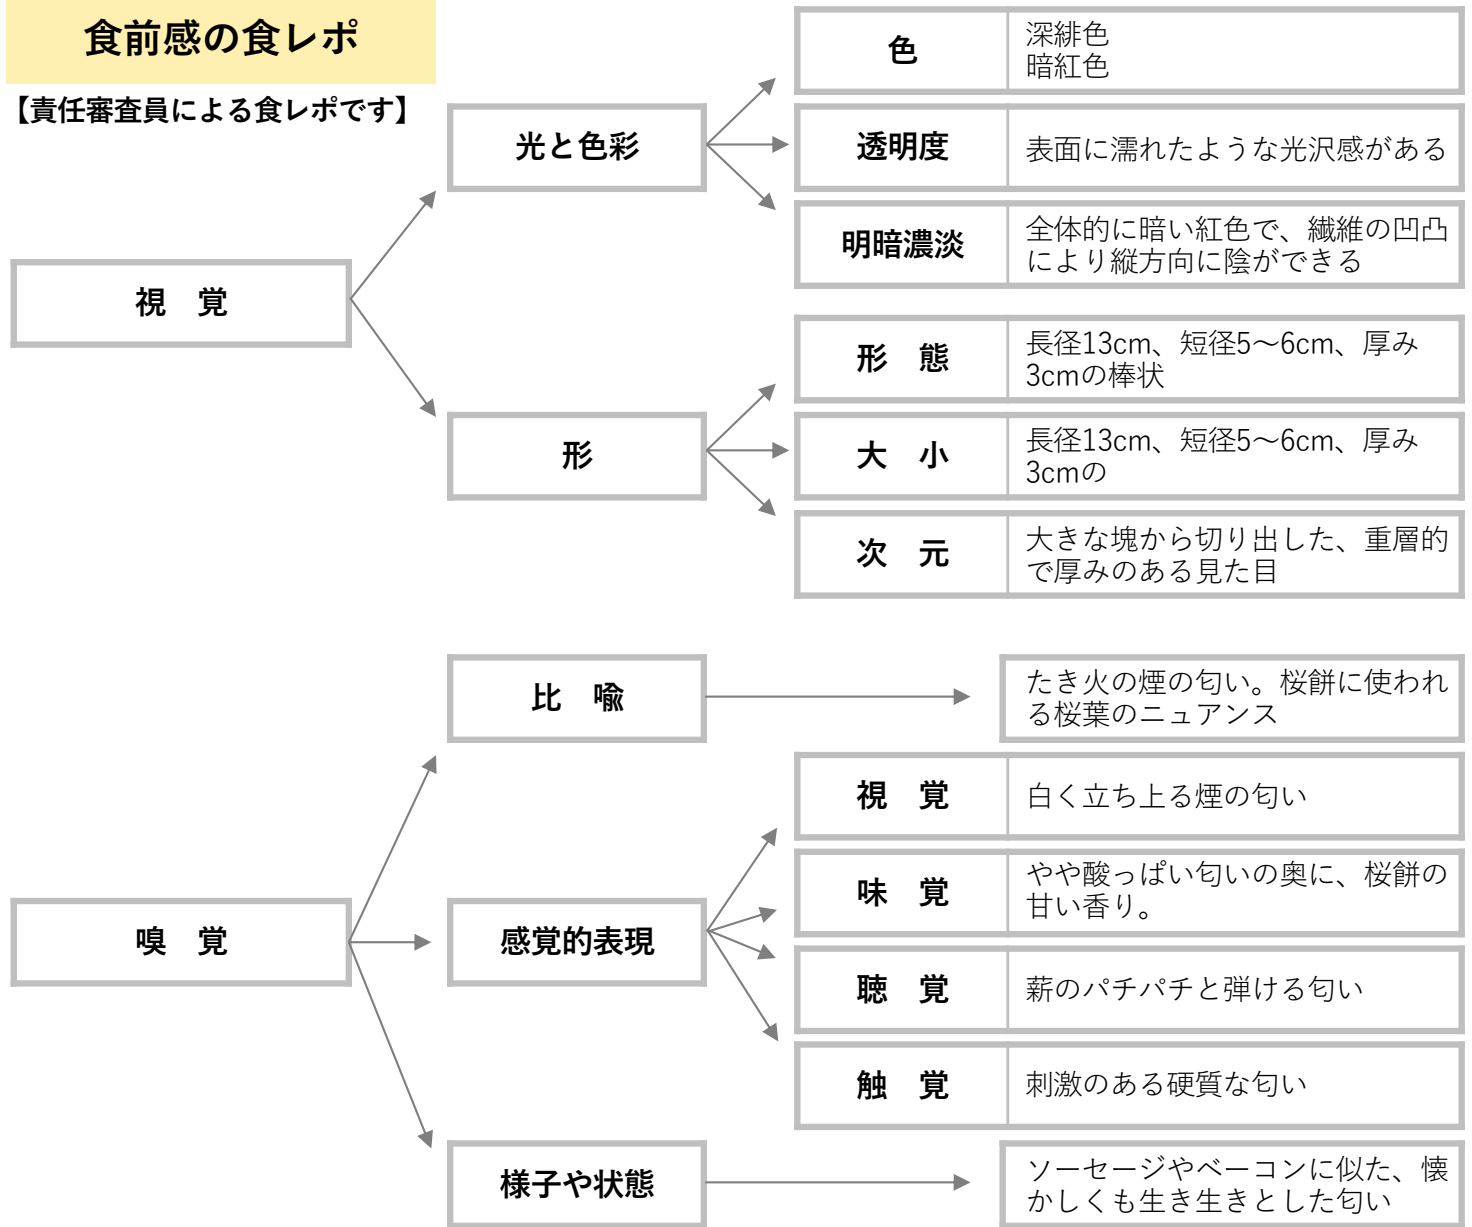 食前感の食レポ
【責任審査員による食レポです】
視　覚
光と色彩
色
深緋色
暗紅色
透明度
表面に濡れたような光沢感がある
明暗濃淡
全体的に暗い紅色で、繊維の凹凸
により縦方向に陰ができる
形
形　態
長径13cm、短径5～6cm、厚み
3cmの棒状
大　小
長径13cm、短径5～6cm、厚み
3cmの
次　元
大きな塊から切り出した、重層的
で厚みのある見た目
嗅　覚
比　喩
たき火の煙の匂い。桜餅に使われ
る桜葉のニュアンス
感覚的表現
視　覚
白く立ち上る煙の匂い
味　覚
やや酸っぱい匂いの奥に、桜餅の
甘い香り。
聴　覚
薪のパチパチと弾ける匂い
触　覚
刺激のある硬質な匂い
様子や状態
ソーセージやベーコンに似た、懐
かしくも生き生きとした匂い